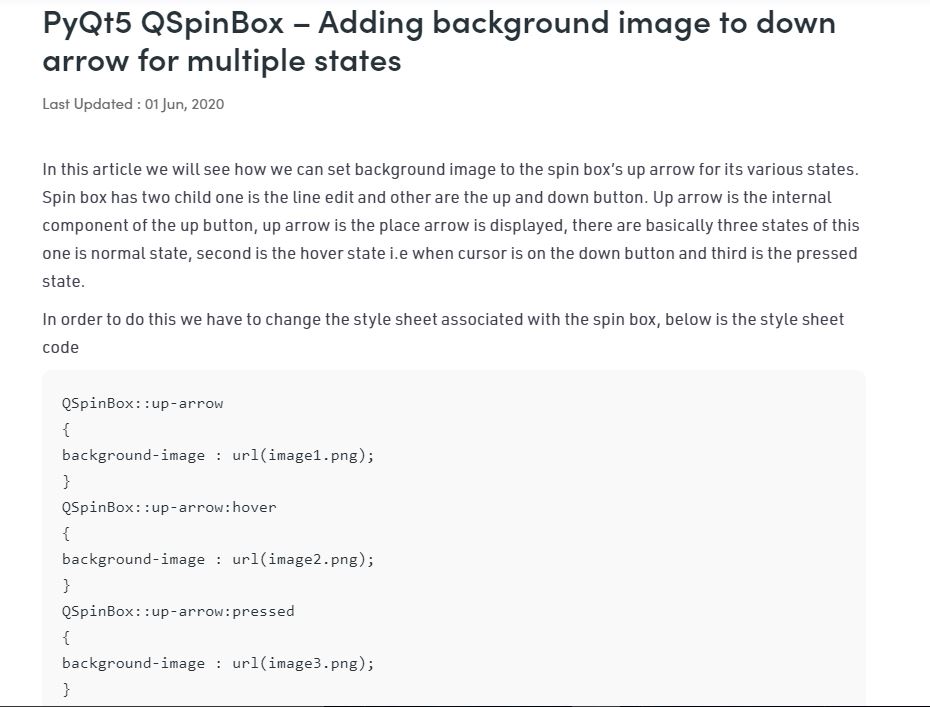 PyQt5 QSpinBox – Adding background image to down
arrow for multiple states
Last Updated : 01 Jun, 2020
In this article we will see how we can set background image to the spin box's up arrow for its various states.
Spin box has two child one is the line edit and other are the up and down button. Up arrow is the internal
component of the up button, up arrow is the place arrow is displayed, there are basically three states of this
one is normal state, second is the hover state i.e when cursor is on the down button and third is the pressed
state.
In order to do this we have to change the style sheet associated with the spin box, below is the style sheet
code
QSpinBox::up-arrow
{
background-image : url(image1.png);
}
QSpinBox::up-arrow:hover
{
background-image : url(image2.png);
}
QSpinBox::up-arrow:pressed
{
background-image : url(image3.png);
}